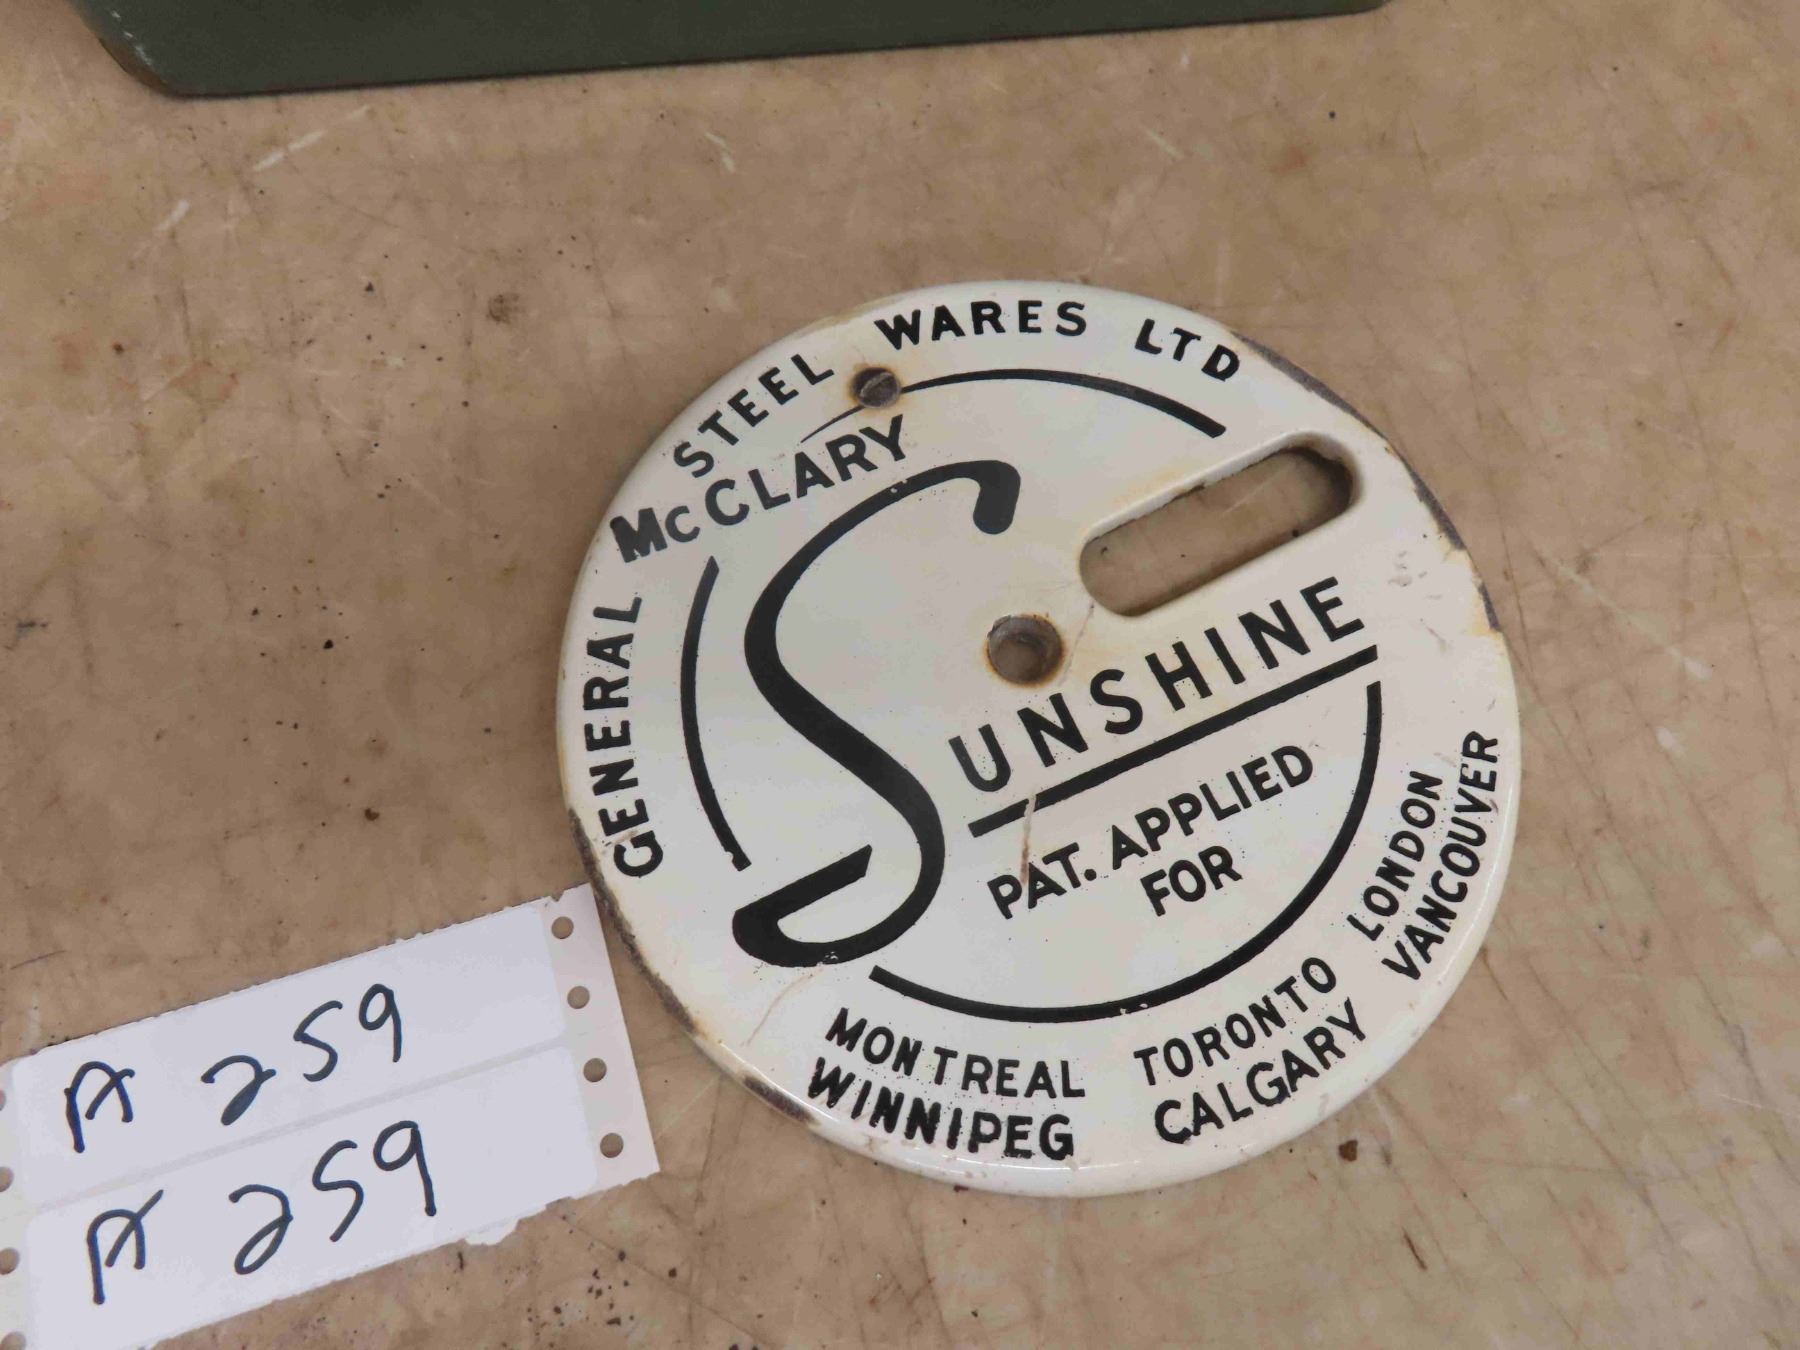 GENERAL STEEL WARES LTD
McCLARY
SUNSHINE
PAT. APPLIED
FOR
MONTREAL TORONTO LONDON
WINNIPEG CALGARY VANCOUVER
A 259
A 259